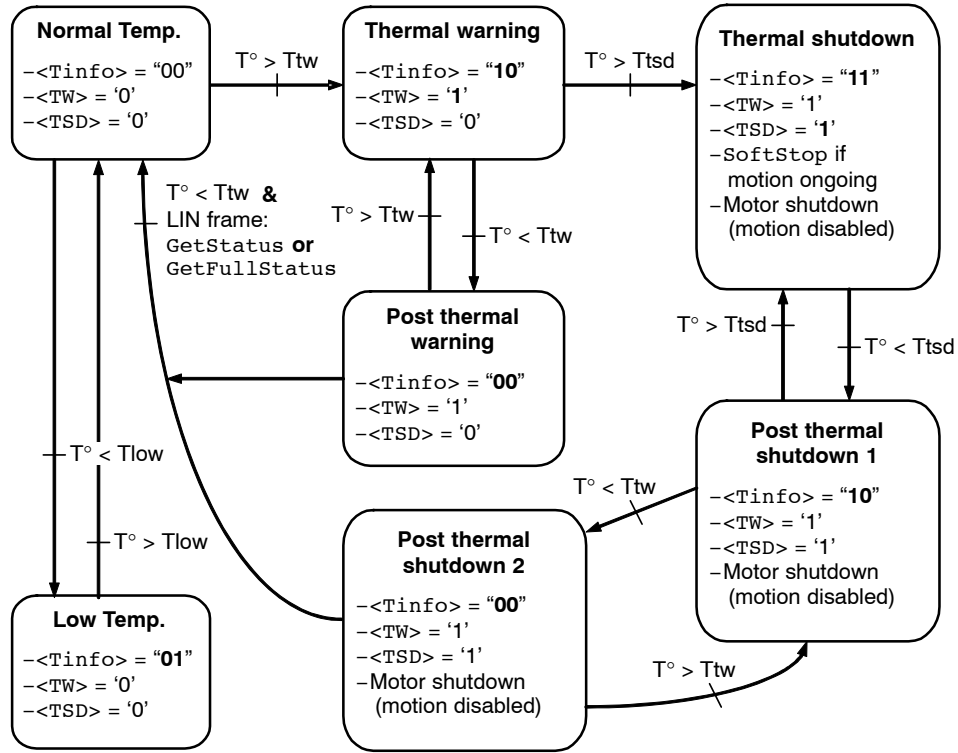 Normal Temp.
–<Tinfo> = “00”
–<TW> = ‘0’
–<TSD> = ‘0’
T° > Ttw
Thermal warning
–<Tinfo> = “10”
–<TW> = ‘1’
–<TSD> = ‘0’
T° > Ttsd
Thermal shutdown
–<Tinfo> = “11”
–<TW> = ‘1’
–<TSD> = ‘1’
–SoftStop if
motion ongoing
–Motor shutdown
(motion disabled)
T° < Ttw &
LIN frame:
GetStatus or
GetFullStatus
T° > Ttw
T° < Ttw
Post thermal
warning
–<Tinfo> = “00”
–<TW> = ‘1’
–<TSD> = ‘0’
T° > Ttsd
T° < Ttsd
Post thermal
shutdown 1
–<Tinfo> = “10”
–<TW> = ‘1’
–<TSD> = ‘1’
–Motor shutdown
(motion disabled)
T° < Tlow
T° > Tlow
T° < Ttw
Post thermal
shutdown 2
–<Tinfo> = “00”
–<TW> = ‘1’
–<TSD> = ‘1’
–Motor shutdown
(motion disabled)
T° > Ttw
Low Temp.
–<Tinfo> = “01”
–<TW> = ‘0’
–<TSD> = ‘0’